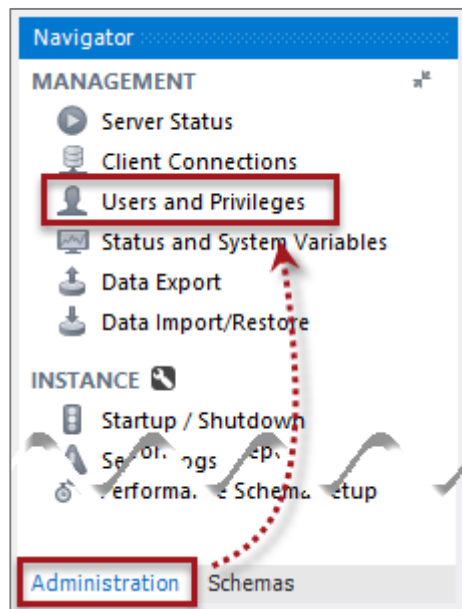 Navigator
MANAGEMENT
Server Status
Client Connections
Users and Privileges
Status and System Variables
Data Export
Data Import/Restore
INSTANCE
Startup / Shutdown
Schema
Administration Schemas